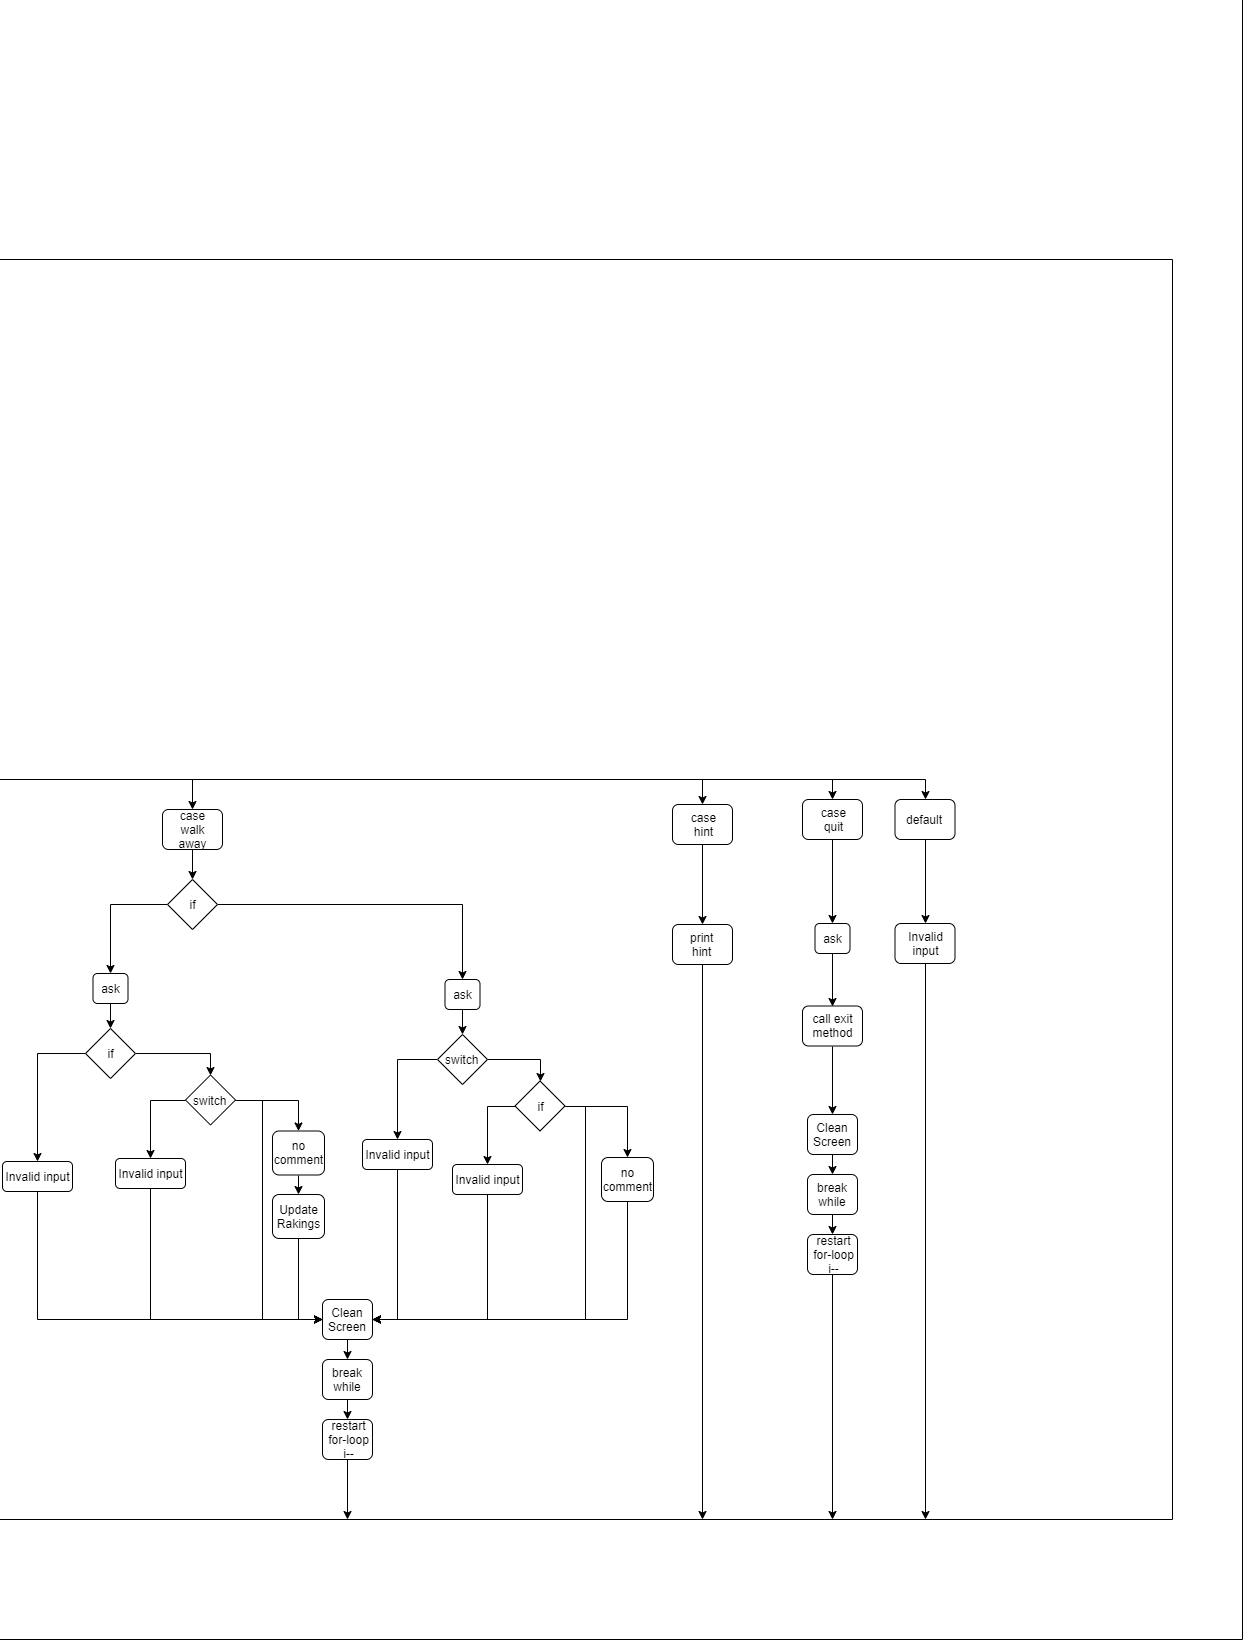 case
walk
away
case
hint
case
quit
default
if
print
hint
ask
Invalid
input
ask
ask
call exit
method
if
switch
switch
if
Clean
Screen
no
comment
Invalid input
Invalid input
Invalid input
Invalid input
no
comment
break
while
Update
Rakings
restart
for-loop
i--
Clean
Screen
break
while
restart
for-loop
i--